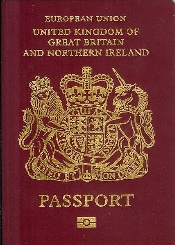 EUROPEAN UNION
UNITED KINGDOM OF
GREAT BRITAIN
AND NORTHERN IRELAND
PASSPORT